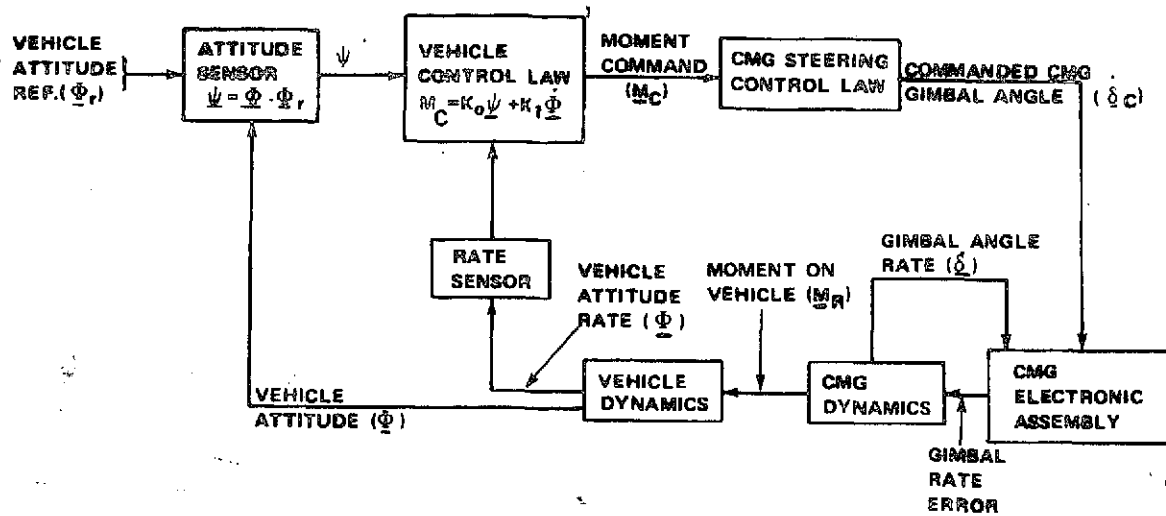 VEHICLE
ATTITUDE
REF.(Φr)
ATTITUDE
SENSOR
ψ = Φ · Φr
ψ
VEHICLE
CONTROL LAW
MC = K₀ψ + K₁Φ̇
MOMENT
COMMAND
(MC)
CMG STEERING
CONTROL LAW
COMMANDED CMG
GIMBAL ANGLE (δ̇C)
RATE
SENSOR
VEHICLE
ATTITUDE
RATE (Φ̇)
MOMENT ON
VEHICLE (MR)
GIMBAL ANGLE
RATE (δ̇)
VEHICLE
ATTITUDE (Φ)
VEHICLE
DYNAMICS
CMG
DYNAMICS
CMG
ELECTRONIC
ASSEMBLY
GIMBAL
RATE
ERROR